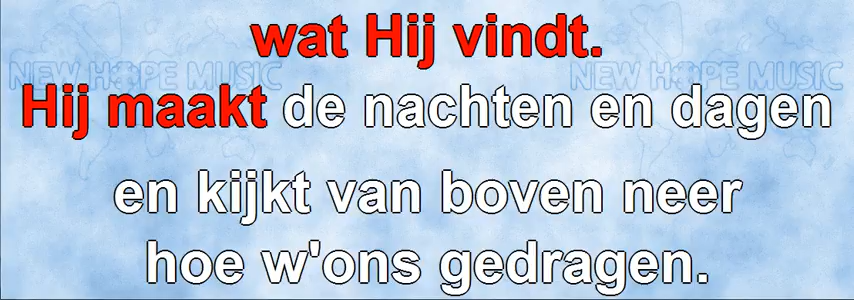 wat Hij vindt.
NEW HOPE MUSIC NEW HOPE MUSIC
Hij maakt de nachten en dagen
en kijkt van boven neer
hoe w'ons gedragen.